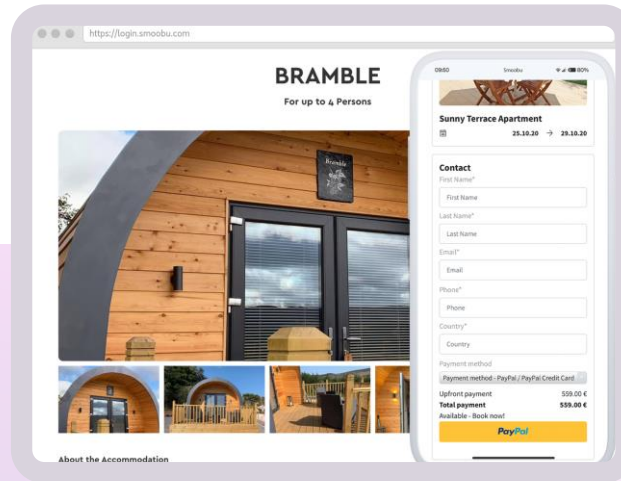 https://login.smoobu.com
BRAMBLE
For up to 4 Persons
Bramble
About the Accommodation
09:60 Smoobu 80%
Sunny Terrace Apartment
25.10.20 → 29.10.20
Contact
First Name*
First Name
Last Name*
Last Name
Email*
Email
Phone*
Phone
Country*
Country
Payment method
Payment method - PayPal / PayPal Credit Card
Upfront payment 559.00 €
Total payment 559.00 €
Available - Book now!
PayPal